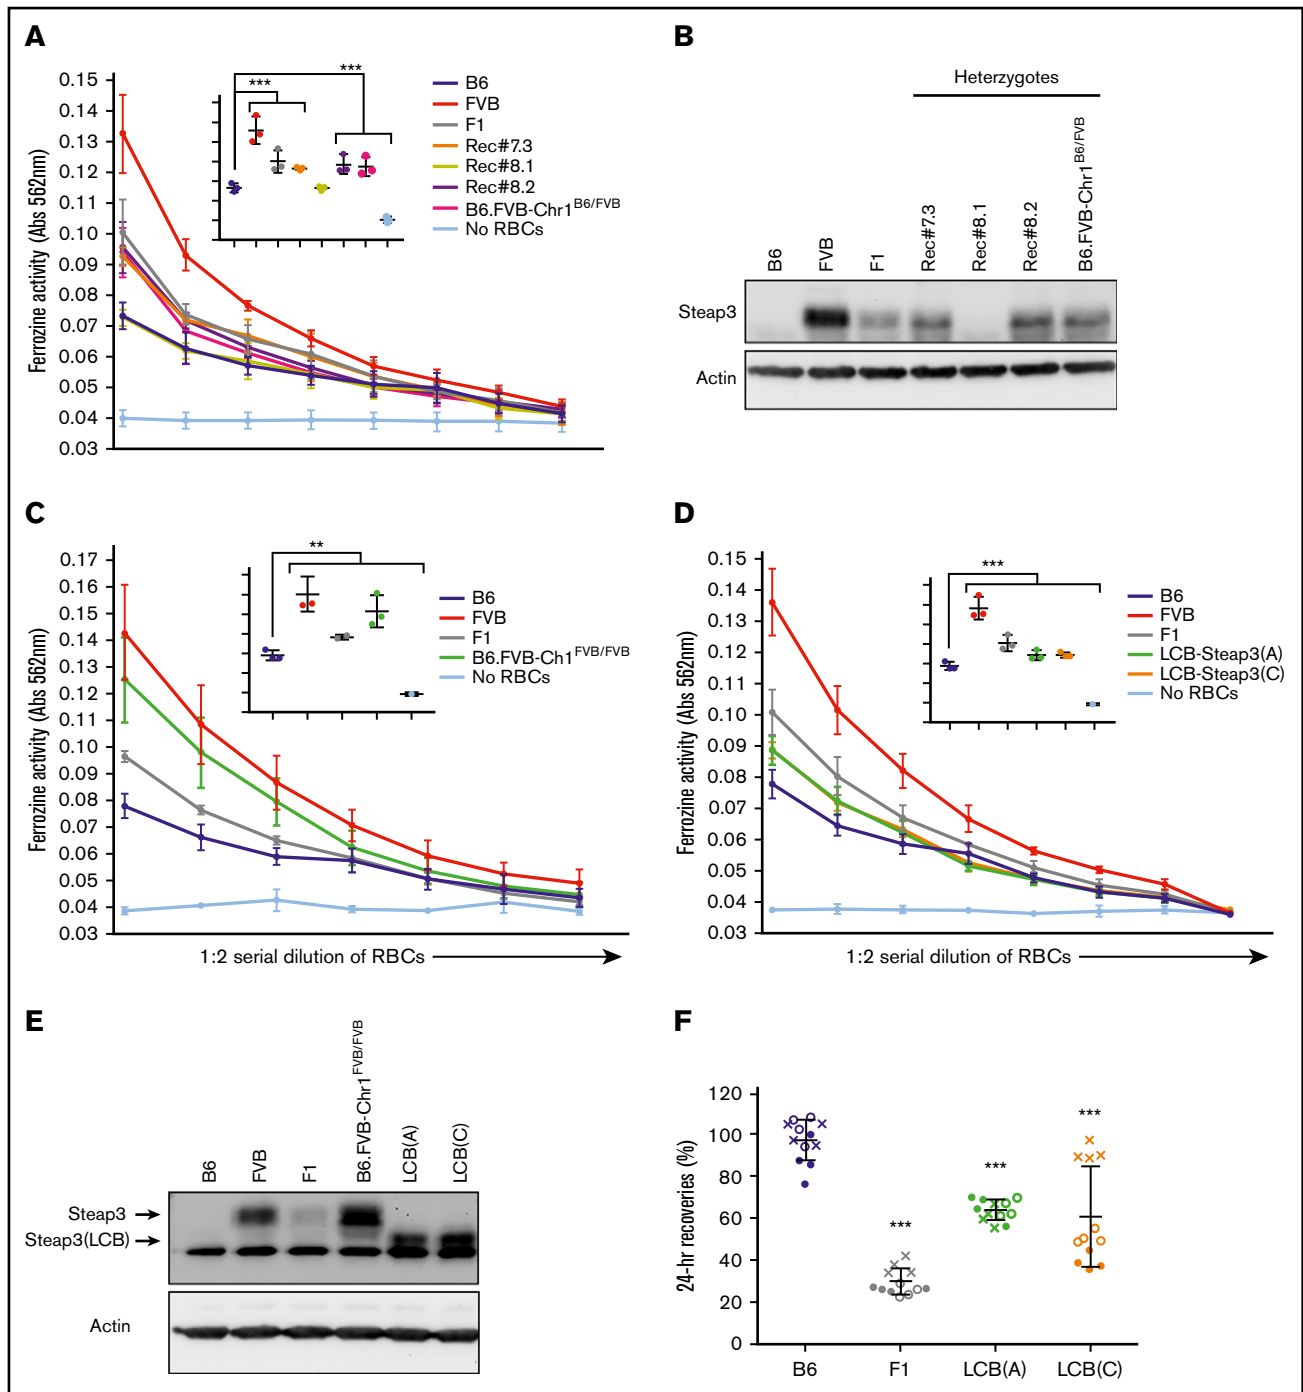 A
0.15
0.14
0.13
0.12
0.11
0.10
0.09
0.08
0.07
0.06
0.05
0.04
0.03
Ferrozine activity (Abs 562nm)
***
***
B6
FVB
F1
Rec#7.3
Rec#8.1
Rec#8.2
B6.FVB-Chr1B6/FVB
No RBCs
B
Heterzygotes
B6
FVB
F1
Rec#7.3
Rec#8.1
Rec#8.2
B6.FVB-Chr1B6/FVB
Steap3
Actin
C
0.17
0.16
0.15
0.14
0.13
0.12
0.11
0.10
0.09
0.08
0.07
0.06
0.05
0.04
0.03
Ferrozine activity (Abs 562nm)
**
B6
FVB
F1
B6.FVB-Ch1FVB/FVB
No RBCs
1:2 serial dilution of RBCs
D
0.15
0.14
0.13
0.12
0.11
0.10
0.09
0.08
0.07
0.06
0.05
0.04
0.03
Ferrozine activity (Abs 562nm)
***
B6
FVB
F1
LCB-Steap3(A)
LCB-Steap3(C)
No RBCs
1:2 serial dilution of RBCs
E
B6
FVB
F1
B6.FVB-Chr1FVB/FVB
LCB(A)
LCB(C)
Steap3
Steap3(LCB)
Actin
F
120
100
80
60
40
20
0
24-hr recoveries (%)
***
***
***
B6
F1
LCB(A)
LCB(C)